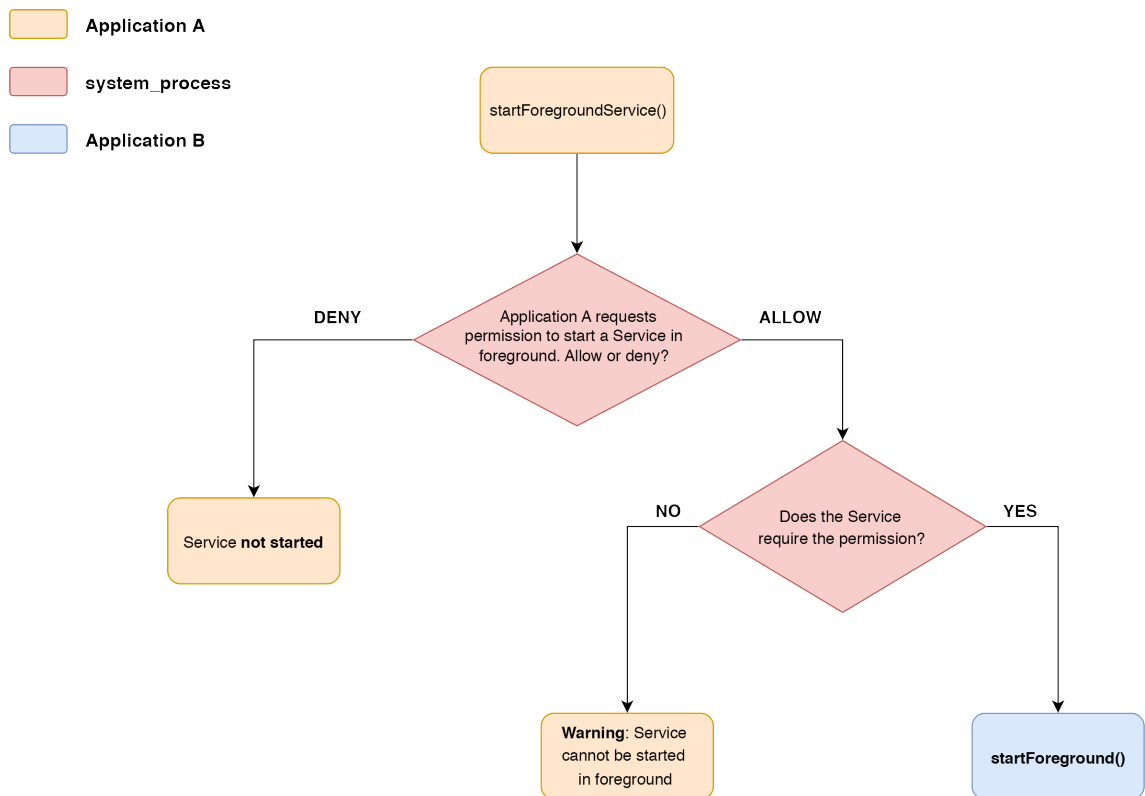 Application A
system_process
Application B
startForegroundService()
Application A requests
permission to start a Service in
foreground. Allow or deny?
DENY
ALLOW
Service not started
Does the Service
require the permission?
NO
YES
Warning: Service
cannot be started
in foreground
startForeground()